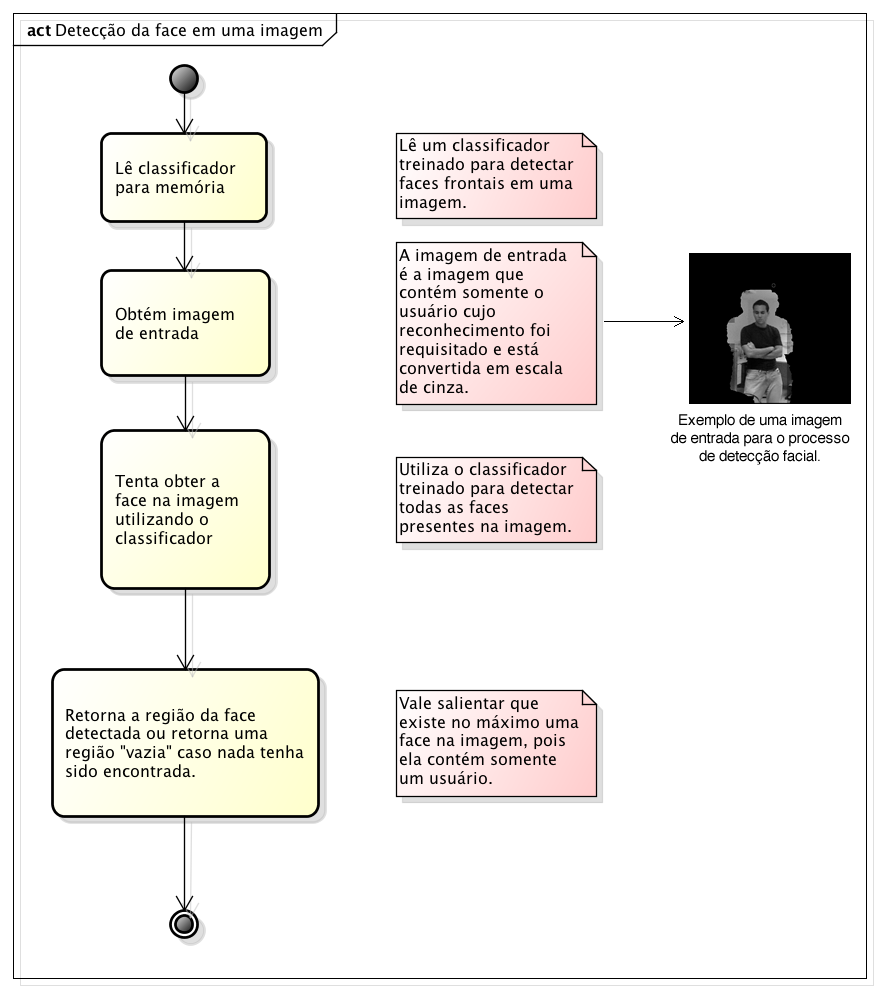 act Detecção da face em uma imagem
Lê classificador
para memória
Lê um classificador
treinado para detectar
faces frontais em uma
imagem.
Obtém imagem
de entrada
A imagem de entrada
é a imagem que
contém somente o
usuário cujo
reconhecimento foi
requisitado e está
convertida em escala
de cinza.
Exemplo de uma imagem
de entrada para o processo
de detecção facial.
Tenta obter a
face na imagem
utilizando o
classificador
Utiliza o classificador
treinado para detectar
todas as faces
presentes na imagem.
Retorna a região da face
detectada ou retorna uma
região "vazia" caso nada tenha
sido encontrada.
Vale salientar que
existe no máximo uma
face na imagem, pois
ela contém somente
um usuário.